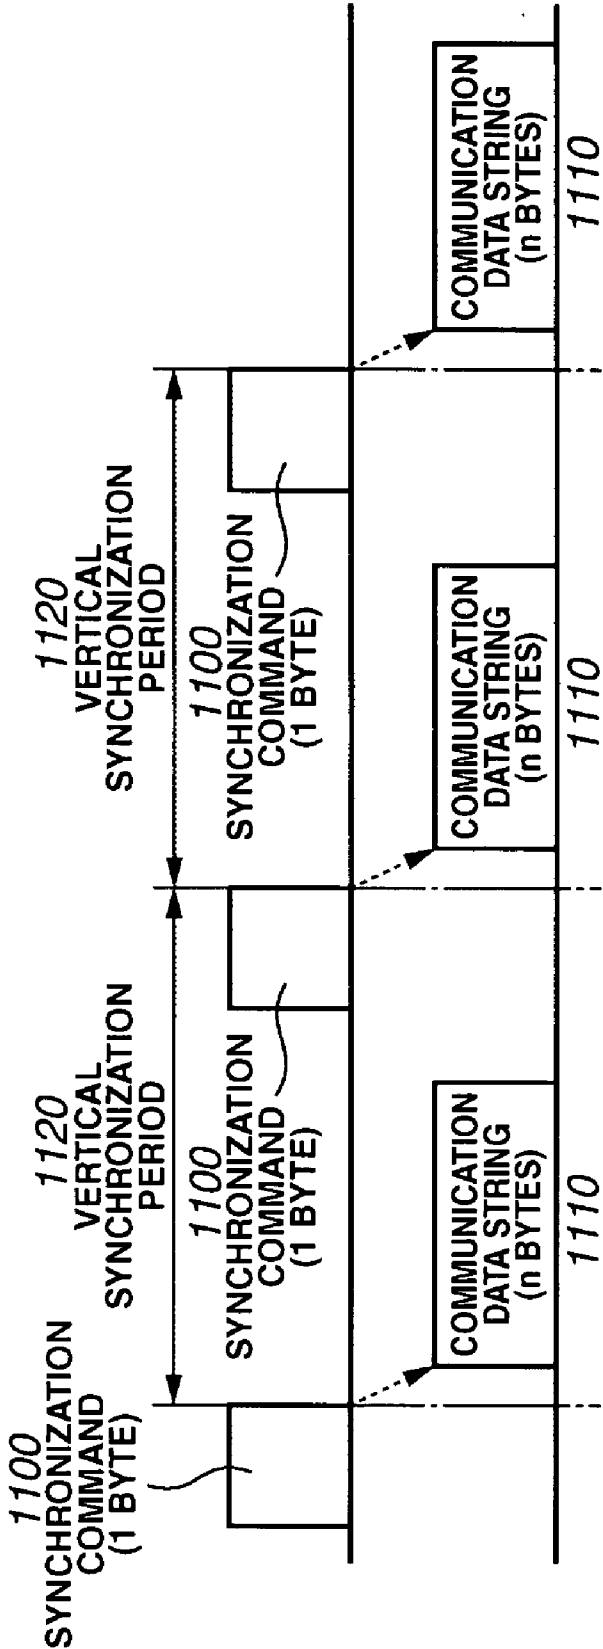 1100
SYNCHRONIZATION
COMMAND
(1 BYTE)
1120
VERTICAL
SYNCHRONIZATION
PERIOD
1120
VERTICAL
SYNCHRONIZATION
PERIOD
1100
SYNCHRONIZATION
COMMAND
(1 BYTE)
1100
SYNCHRONIZATION
COMMAND
(1 BYTE)
COMMUNICATION
DATA STRING
(n BYTES)
1110
COMMUNICATION
DATA STRING
(n BYTES)
1110
COMMUNICATION
DATA STRING
(n BYTES)
1110